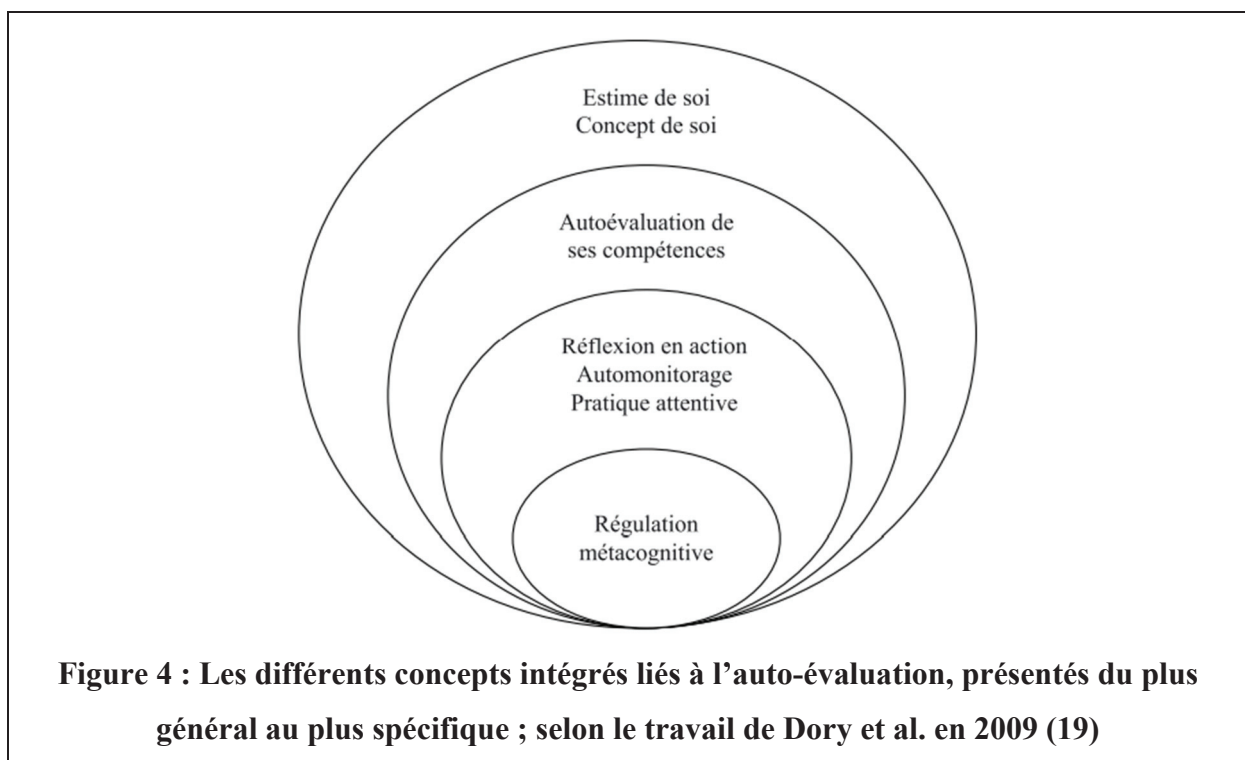 Estime de soi
Concept de soi
Autoévaluation de
ses compétences
Réflexion en action
Automonitorage
Pratique attentive
Régulation
métacognitive
Figure 4 : Les différents concepts intégrés liés à l’auto-évaluation, présentés du plus
général au plus spécifique ; selon le travail de Dory et al. en 2009 (19)